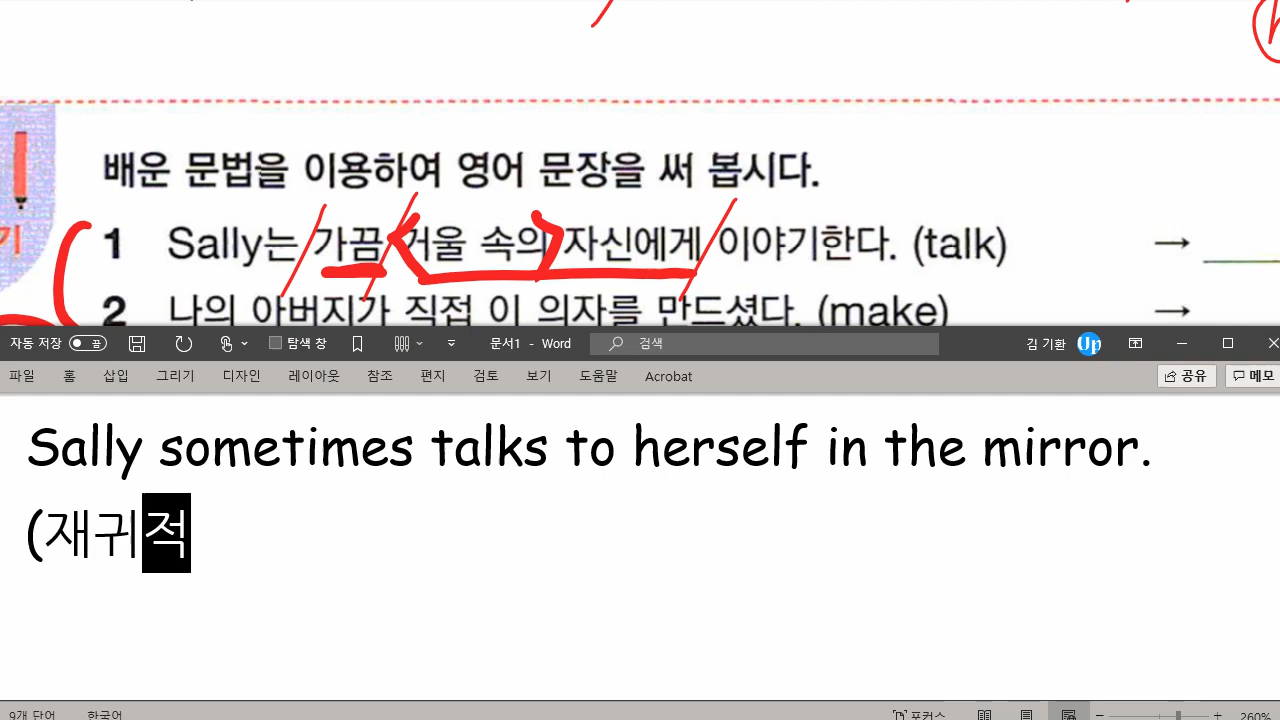 배운 문법을 이용하여 영어 문장을 써 봅시다.
기
1 Sally는 가끔 거울 속의 자신에게 이야기한다. (talk) →
2 나의 아버지가 직접 이 의자를 만드셨다. (make) →
자동 저장 끔 탐색 창 문서1 - Word 검색 김 기환 Up
파일 홈 삽입 그리기 디자인 레이아웃 참조 편지 검토 보기 도움말 Acrobat 공유 메모
Sally sometimes talks to herself in the mirror.
(재귀적
9개 단어 한국어 포커스 260%